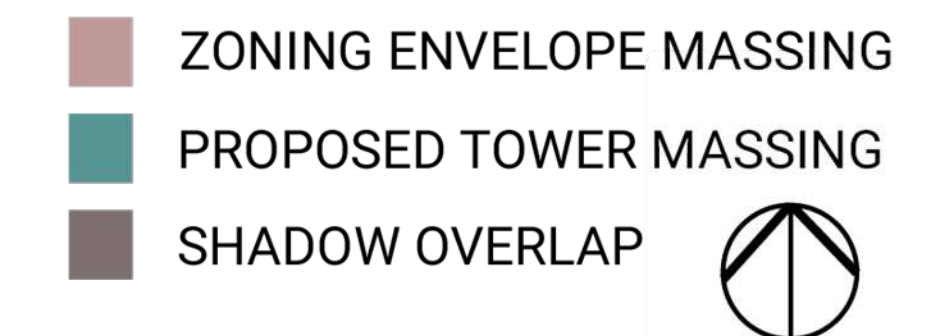 ZONING ENVELOPE MASSING
PROPOSED TOWER MASSING
SHADOW OVERLAP